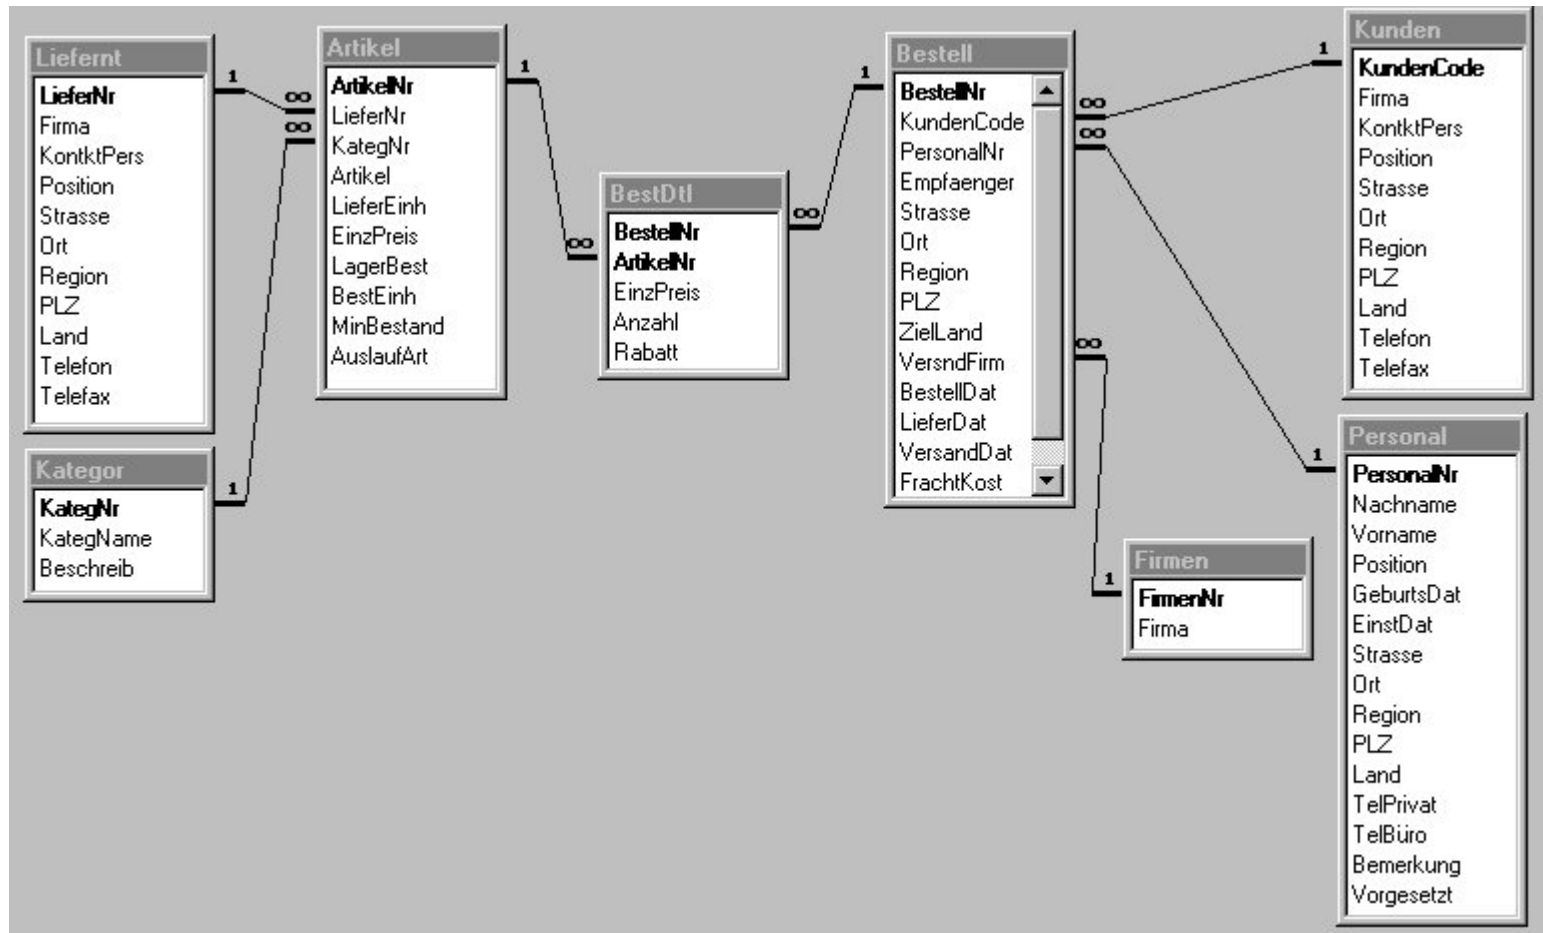 Liefernt
LieferNr
Firma
KontktPers
Position
Strasse
Ort
Region
PLZ
Land
Telefon
Telefax
1
∞
∞
Kategor
KategNr
KategName
Beschreib
1
Artikel
ArtikelNr
LieferNr
KategNr
Artikel
LieferEinh
EinzPreis
LagerBest
BestEinh
MinBestand
AuslaufArt
1
∞
BestDtl
BestellNr
ArtikelNr
EinzPreis
Anzahl
Rabatt
∞
1
Bestell
BestellNr
KundenCode
PersonalNr
Empfaenger
Strasse
Ort
Region
PLZ
ZielLand
VersndFirm
BestellDat
LieferDat
VersandDat
FrachtKost
∞
∞
∞
1
Kunden
KundenCode
Firma
KontktPers
Position
Strasse
Ort
Region
PLZ
Land
Telefon
Telefax
1
Firmen
FirmenNr
Firma
1
Personal
PersonalNr
Nachname
Vorname
Position
GeburtsDat
EinstDat
Strasse
Ort
Region
PLZ
Land
TelPrivat
TelBüro
Bemerkung
Vorgesetzt